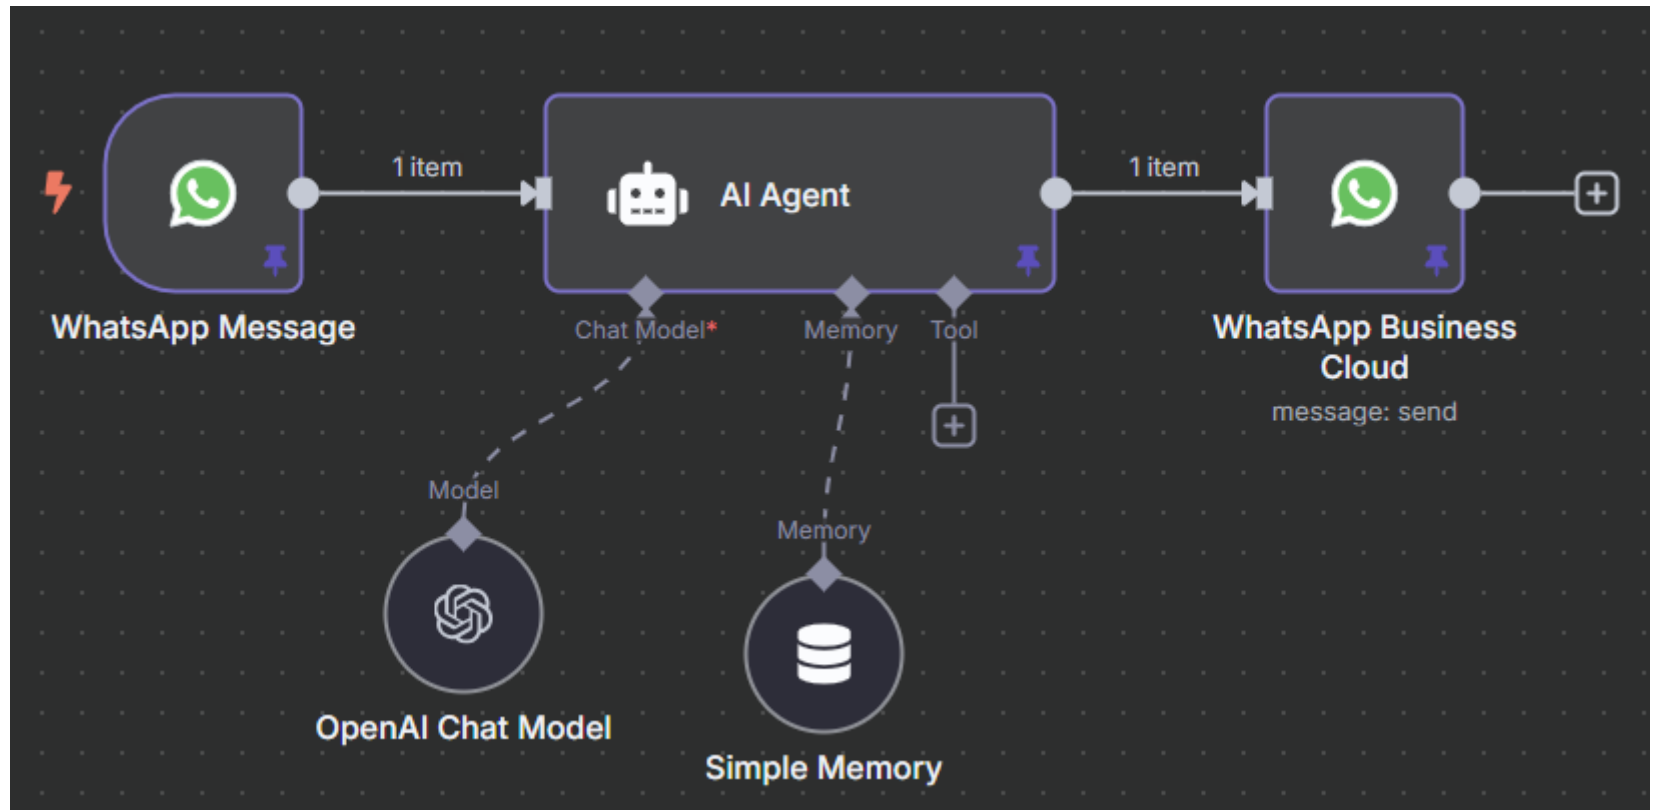 1 item
1 item
AI Agent
Chat Model*
Memory
Tool
WhatsApp Message
WhatsApp Business
Cloud
message: send
Model
Memory
OpenAI Chat Model
Simple Memory